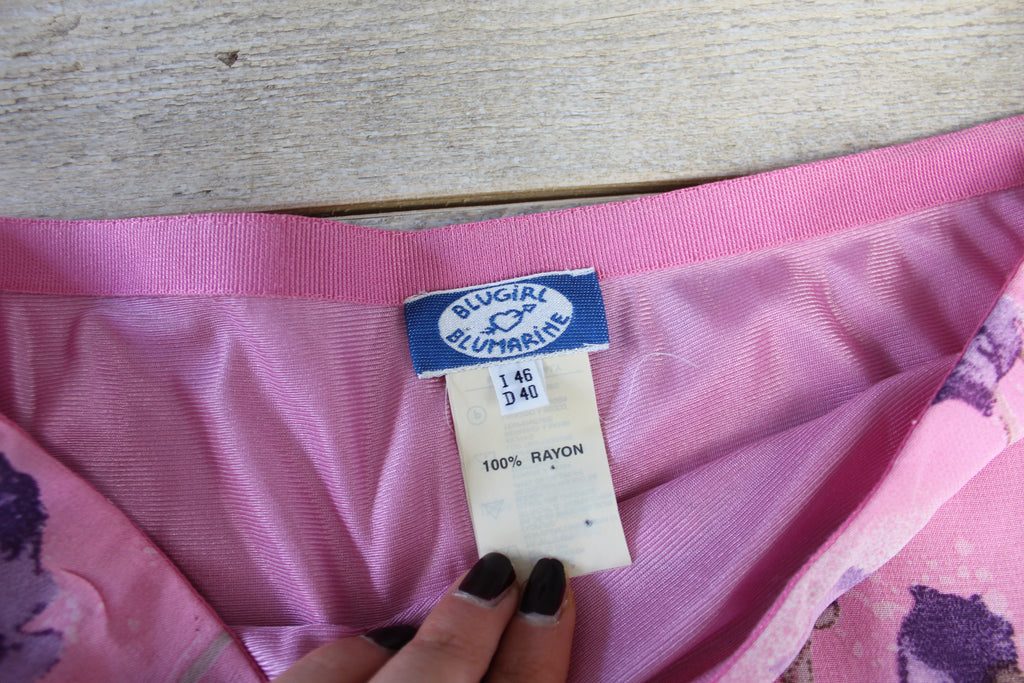 BLUGIRL
BLUMARINE
I 46
D 40
100% RAYON